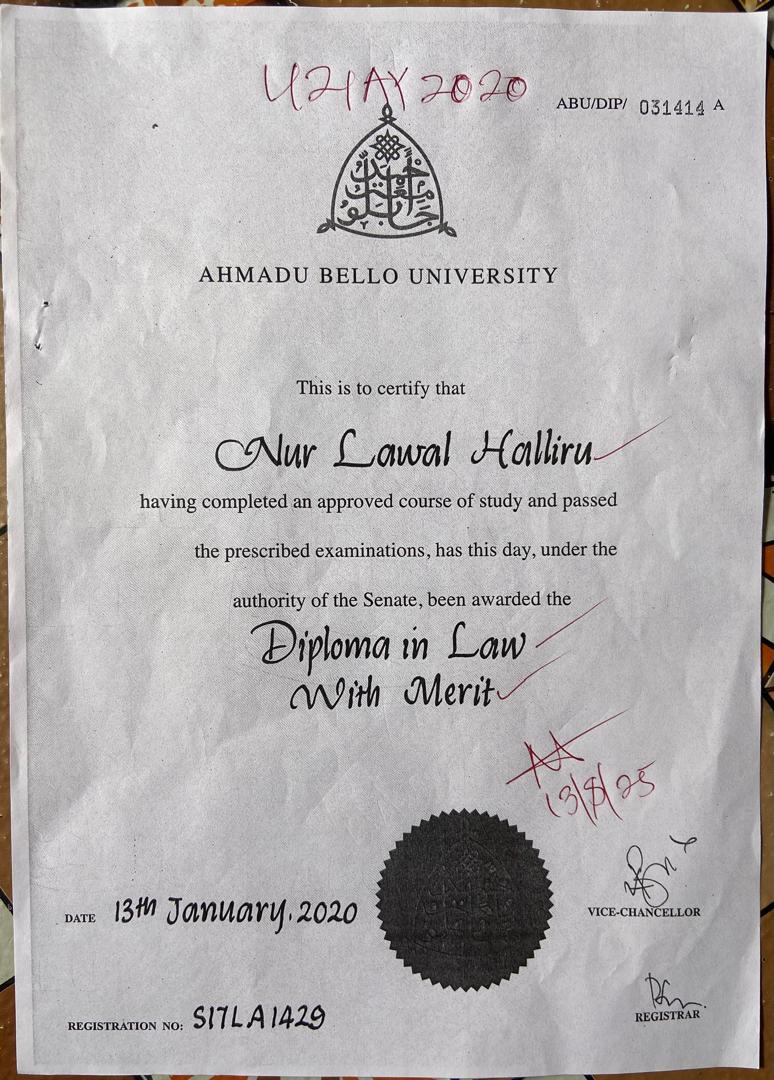 2020
ABU/DIP/ 031414 A
AHMADU BELLO UNIVERSITY
This is to certify that
Nur Lawal Halliru
having completed an approved course of study and passed
the prescribed examinations, has this day, under the
authority of the Senate, been awarded the
Diploma in Law
With Merit
13/8/25
DATE 13th January, 2020
VICE-CHANCELLOR
REGISTRATION NO: S17LA1429
REGISTRAR